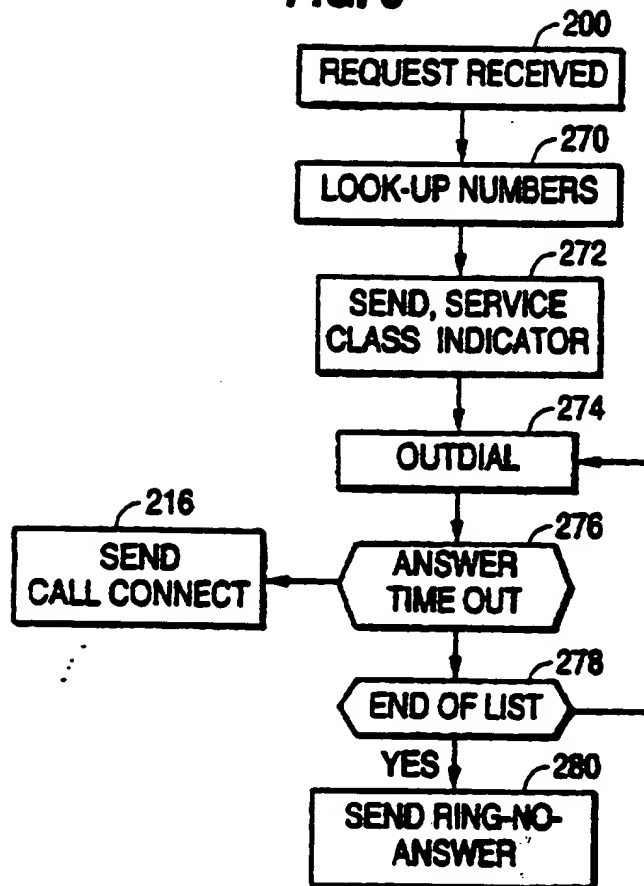 200
REQUEST RECEIVED
270
LOOK-UP NUMBERS
272
SEND, SERVICE
CLASS INDICATOR
274
OUTDIAL
216
SEND
CALL CONNECT
276
ANSWER
TIME OUT
278
END OF LIST
YES
280
SEND RING-NO-
ANSWER